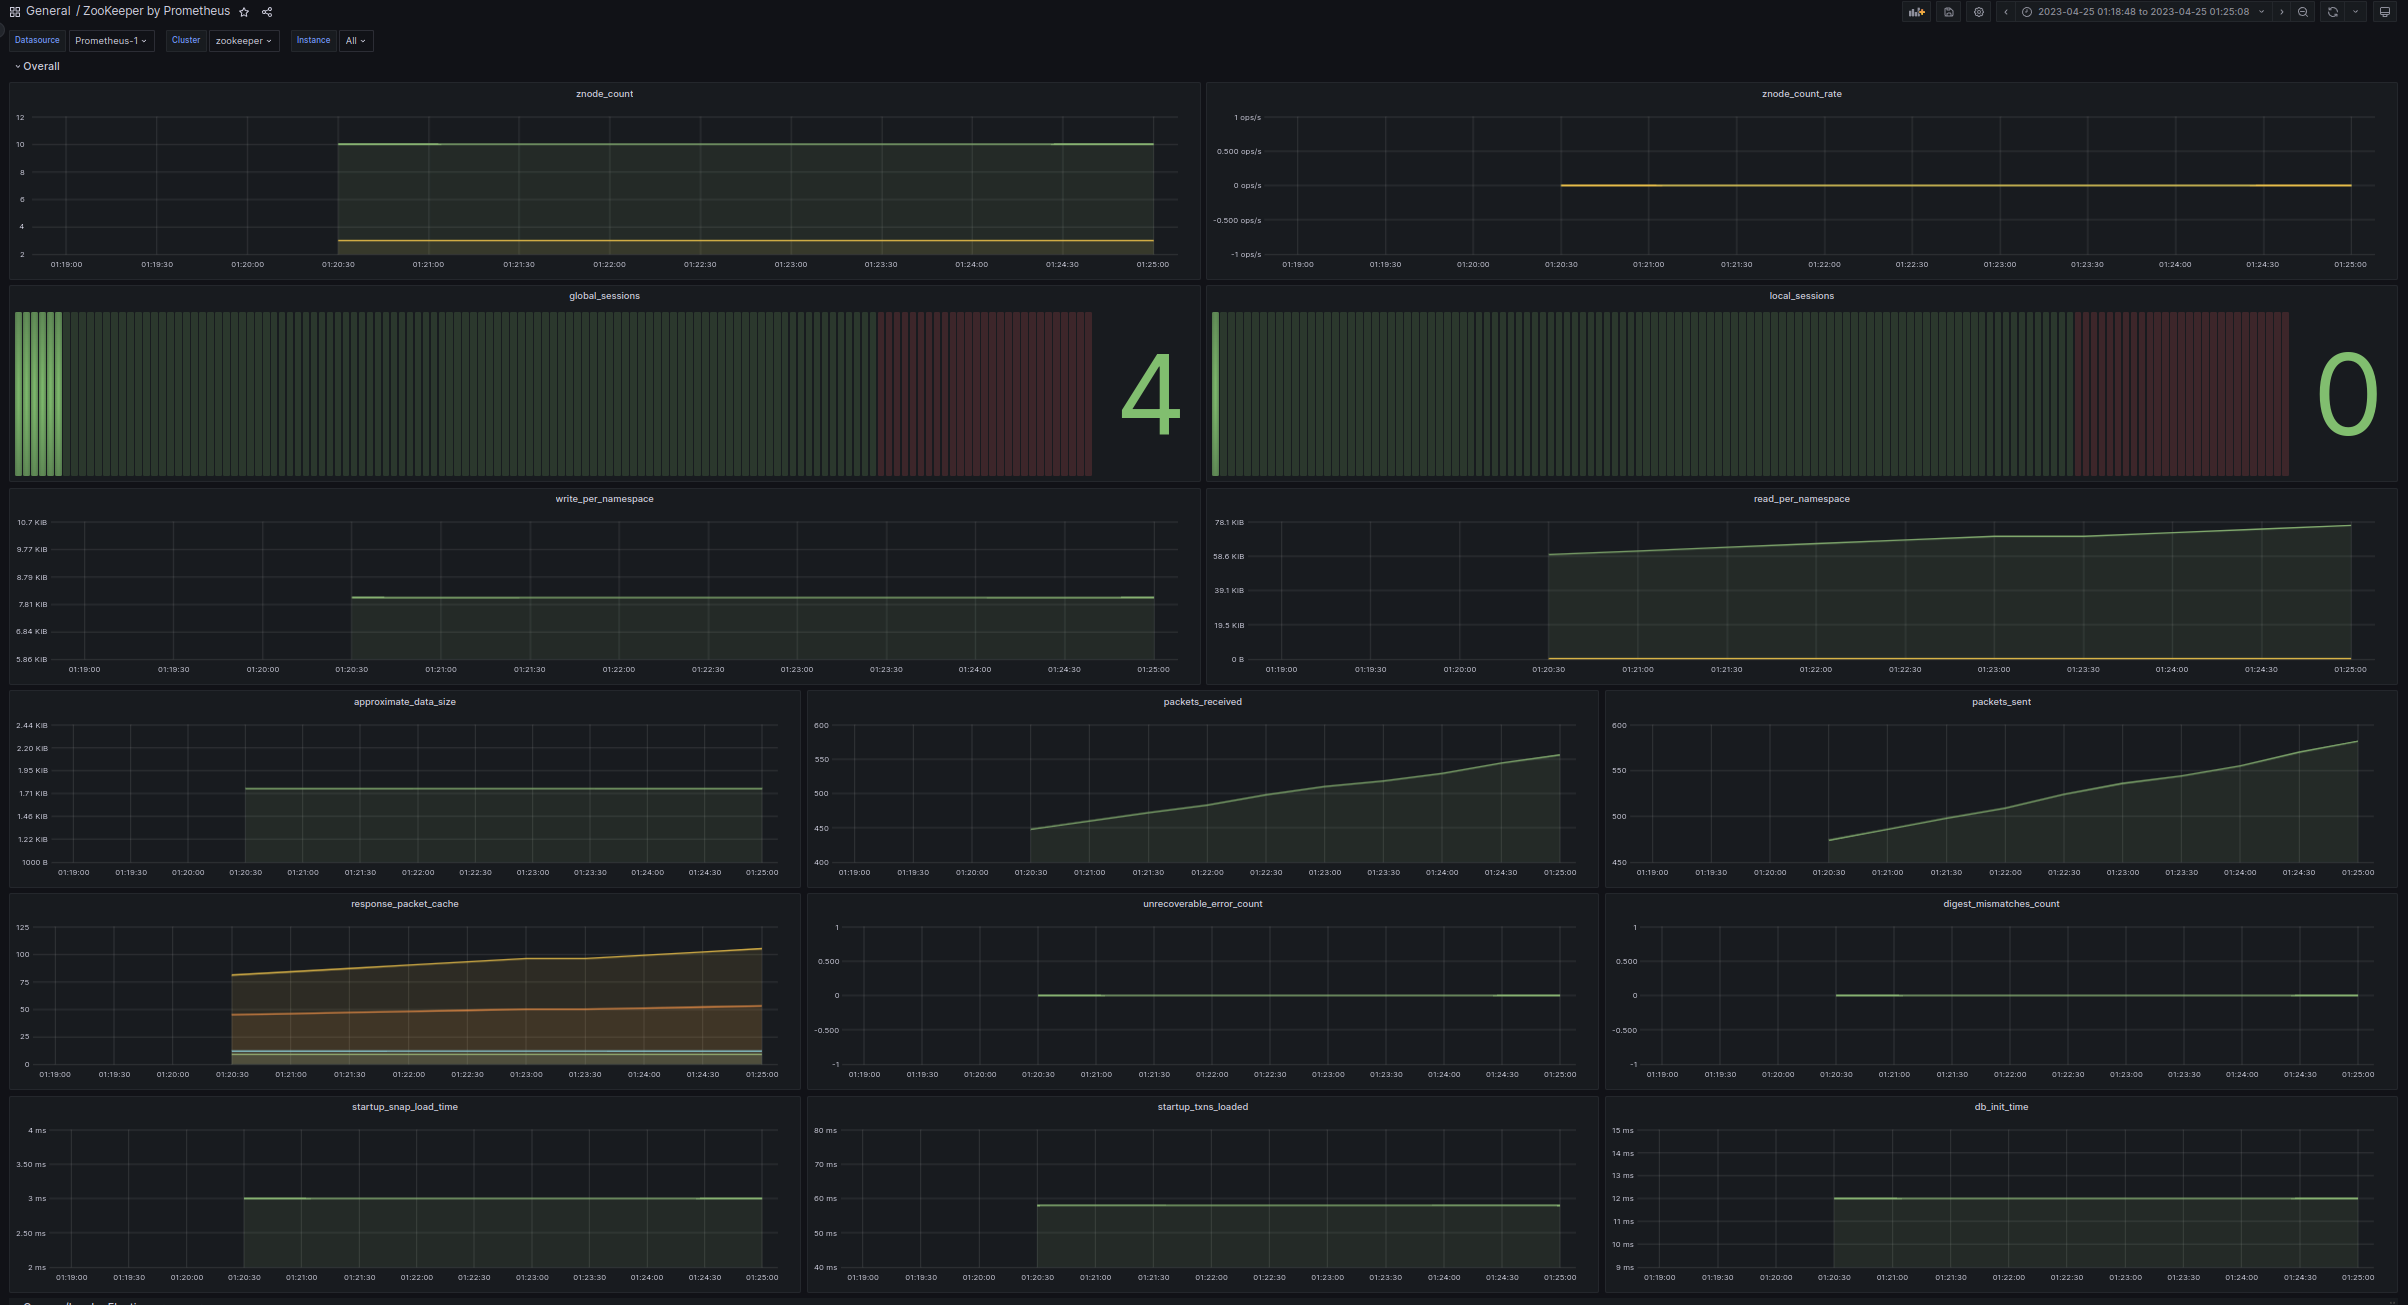 General / ZooKeeper by Prometheus 2023-04-25 01:18:48 to 2023-04-25 01:25:08
Datasource Prometheus-1 Cluster zookeeper Instance All
Overall
znode_count
12
10
8
6
4
2
01:19:00 01:19:30 01:20:00 01:20:30 01:21:00 01:21:30 01:22:00 01:22:30 01:23:00 01:23:30 01:24:00 01:24:30 01:25:00
znode_count_rate
1 ops/s
0.500 ops/s
0 ops/s
-0.500 ops/s
-1 ops/s
01:19:00 01:19:30 01:20:00 01:20:30 01:21:00 01:21:30 01:22:00 01:22:30 01:23:00 01:23:30 01:24:00 01:24:30 01:25:00
global_sessions
4
local_sessions
0
write_per_namespace
10.7 KiB
9.77 KiB
8.79 KiB
7.81 KiB
6.84 KiB
5.86 KiB
01:19:00 01:19:30 01:20:00 01:20:30 01:21:00 01:21:30 01:22:00 01:22:30 01:23:00 01:23:30 01:24:00 01:24:30 01:25:00
read_per_namespace
78.1 KiB
58.6 KiB
39.1 KiB
19.5 KiB
0 B
01:19:00 01:19:30 01:20:00 01:20:30 01:21:00 01:21:30 01:22:00 01:22:30 01:23:00 01:23:30 01:24:00 01:24:30 01:25:00
approximate_data_size
2.44 KiB
2.20 KiB
1.95 KiB
1.71 KiB
1.46 KiB
1.22 KiB
1000 B
01:19:00 01:19:30 01:20:00 01:20:30 01:21:00 01:21:30 01:22:00 01:22:30 01:23:00 01:23:30 01:24:00 01:24:30 01:25:00
packets_received
600
550
500
450
400
01:19:00 01:19:30 01:20:00 01:20:30 01:21:00 01:21:30 01:22:00 01:22:30 01:23:00 01:23:30 01:24:00 01:24:30 01:25:00
packets_sent
600
550
500
450
01:19:00 01:19:30 01:20:00 01:20:30 01:21:00 01:21:30 01:22:00 01:22:30 01:23:00 01:23:30 01:24:00 01:24:30 01:25:00
response_packet_cache
125
100
75
50
25
0
01:19:00 01:19:30 01:20:00 01:20:30 01:21:00 01:21:30 01:22:00 01:22:30 01:23:00 01:23:30 01:24:00 01:24:30 01:25:00
unrecoverable_error_count
1
0.500
0
-0.500
-1
01:19:00 01:19:30 01:20:00 01:20:30 01:21:00 01:21:30 01:22:00 01:22:30 01:23:00 01:23:30 01:24:00 01:24:30 01:25:00
digest_mismatches_count
1
0.500
0
-0.500
-1
01:19:00 01:19:30 01:20:00 01:20:30 01:21:00 01:21:30 01:22:00 01:22:30 01:23:00 01:23:30 01:24:00 01:24:30 01:25:00
startup_snap_load_time
4 ms
3.50 ms
3 ms
2.50 ms
2 ms
01:19:00 01:19:30 01:20:00 01:20:30 01:21:00 01:21:30 01:22:00 01:22:30 01:23:00 01:23:30 01:24:00 01:24:30 01:25:00
startup_txns_loaded
80 ms
70 ms
60 ms
50 ms
40 ms
01:19:00 01:19:30 01:20:00 01:20:30 01:21:00 01:21:30 01:22:00 01:22:30 01:23:00 01:23:30 01:24:00 01:24:30 01:25:00
db_init_time
15 ms
14 ms
13 ms
12 ms
11 ms
10 ms
9 ms
01:19:00 01:19:30 01:20:00 01:20:30 01:21:00 01:21:30 01:22:00 01:22:30 01:23:00 01:23:30 01:24:00 01:24:30 01:25:00